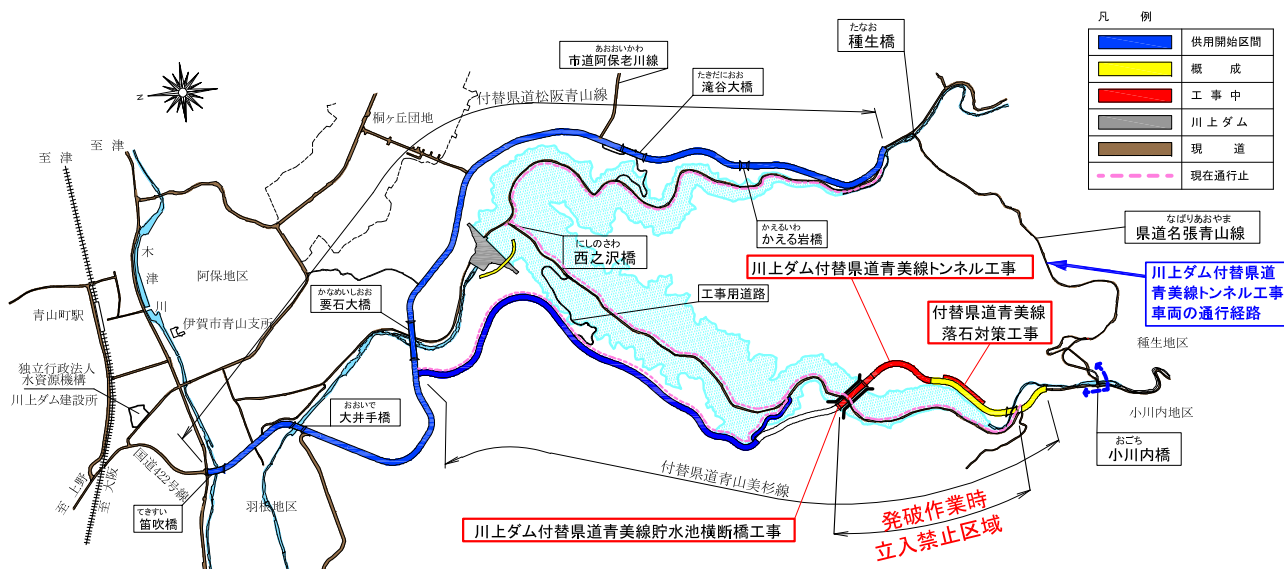 凡 例
供用開始区間
概 成
工 事 中
川 上 ダ ム
現 道
現在通行止
たなお
種生橋
あおおいかわ
市道阿保老川線
たきだにおお
滝谷大橋
付替県道松阪青山線
桐ヶ丘団地
N
至 津
至 津
木津川
阿保地区
かなめいしおお
要石大橋
にしのさわ
西之沢橋
かえるいわ
かえる岩橋
なばりあおやま
県道名張青山線
川上ダム付替県道青美線トンネル工事
川上ダム付替県道
青美線トンネル工事
車両の通行経路
工事用道路
付替県道青美線
落石対策工事
青山町駅
伊賀市青山支所
種生地区
独立行政法人
水資源機構
川上ダム建設所
おおいで
大井手橋
小川内地区
おごち
小川内橋
国道422号線
付替県道青山美杉線
至 上野
至 大阪
羽根地区
てきすい
笛吹橋
川上ダム付替県道青美線貯水池横断橋工事
発破作業時
立入禁止区域